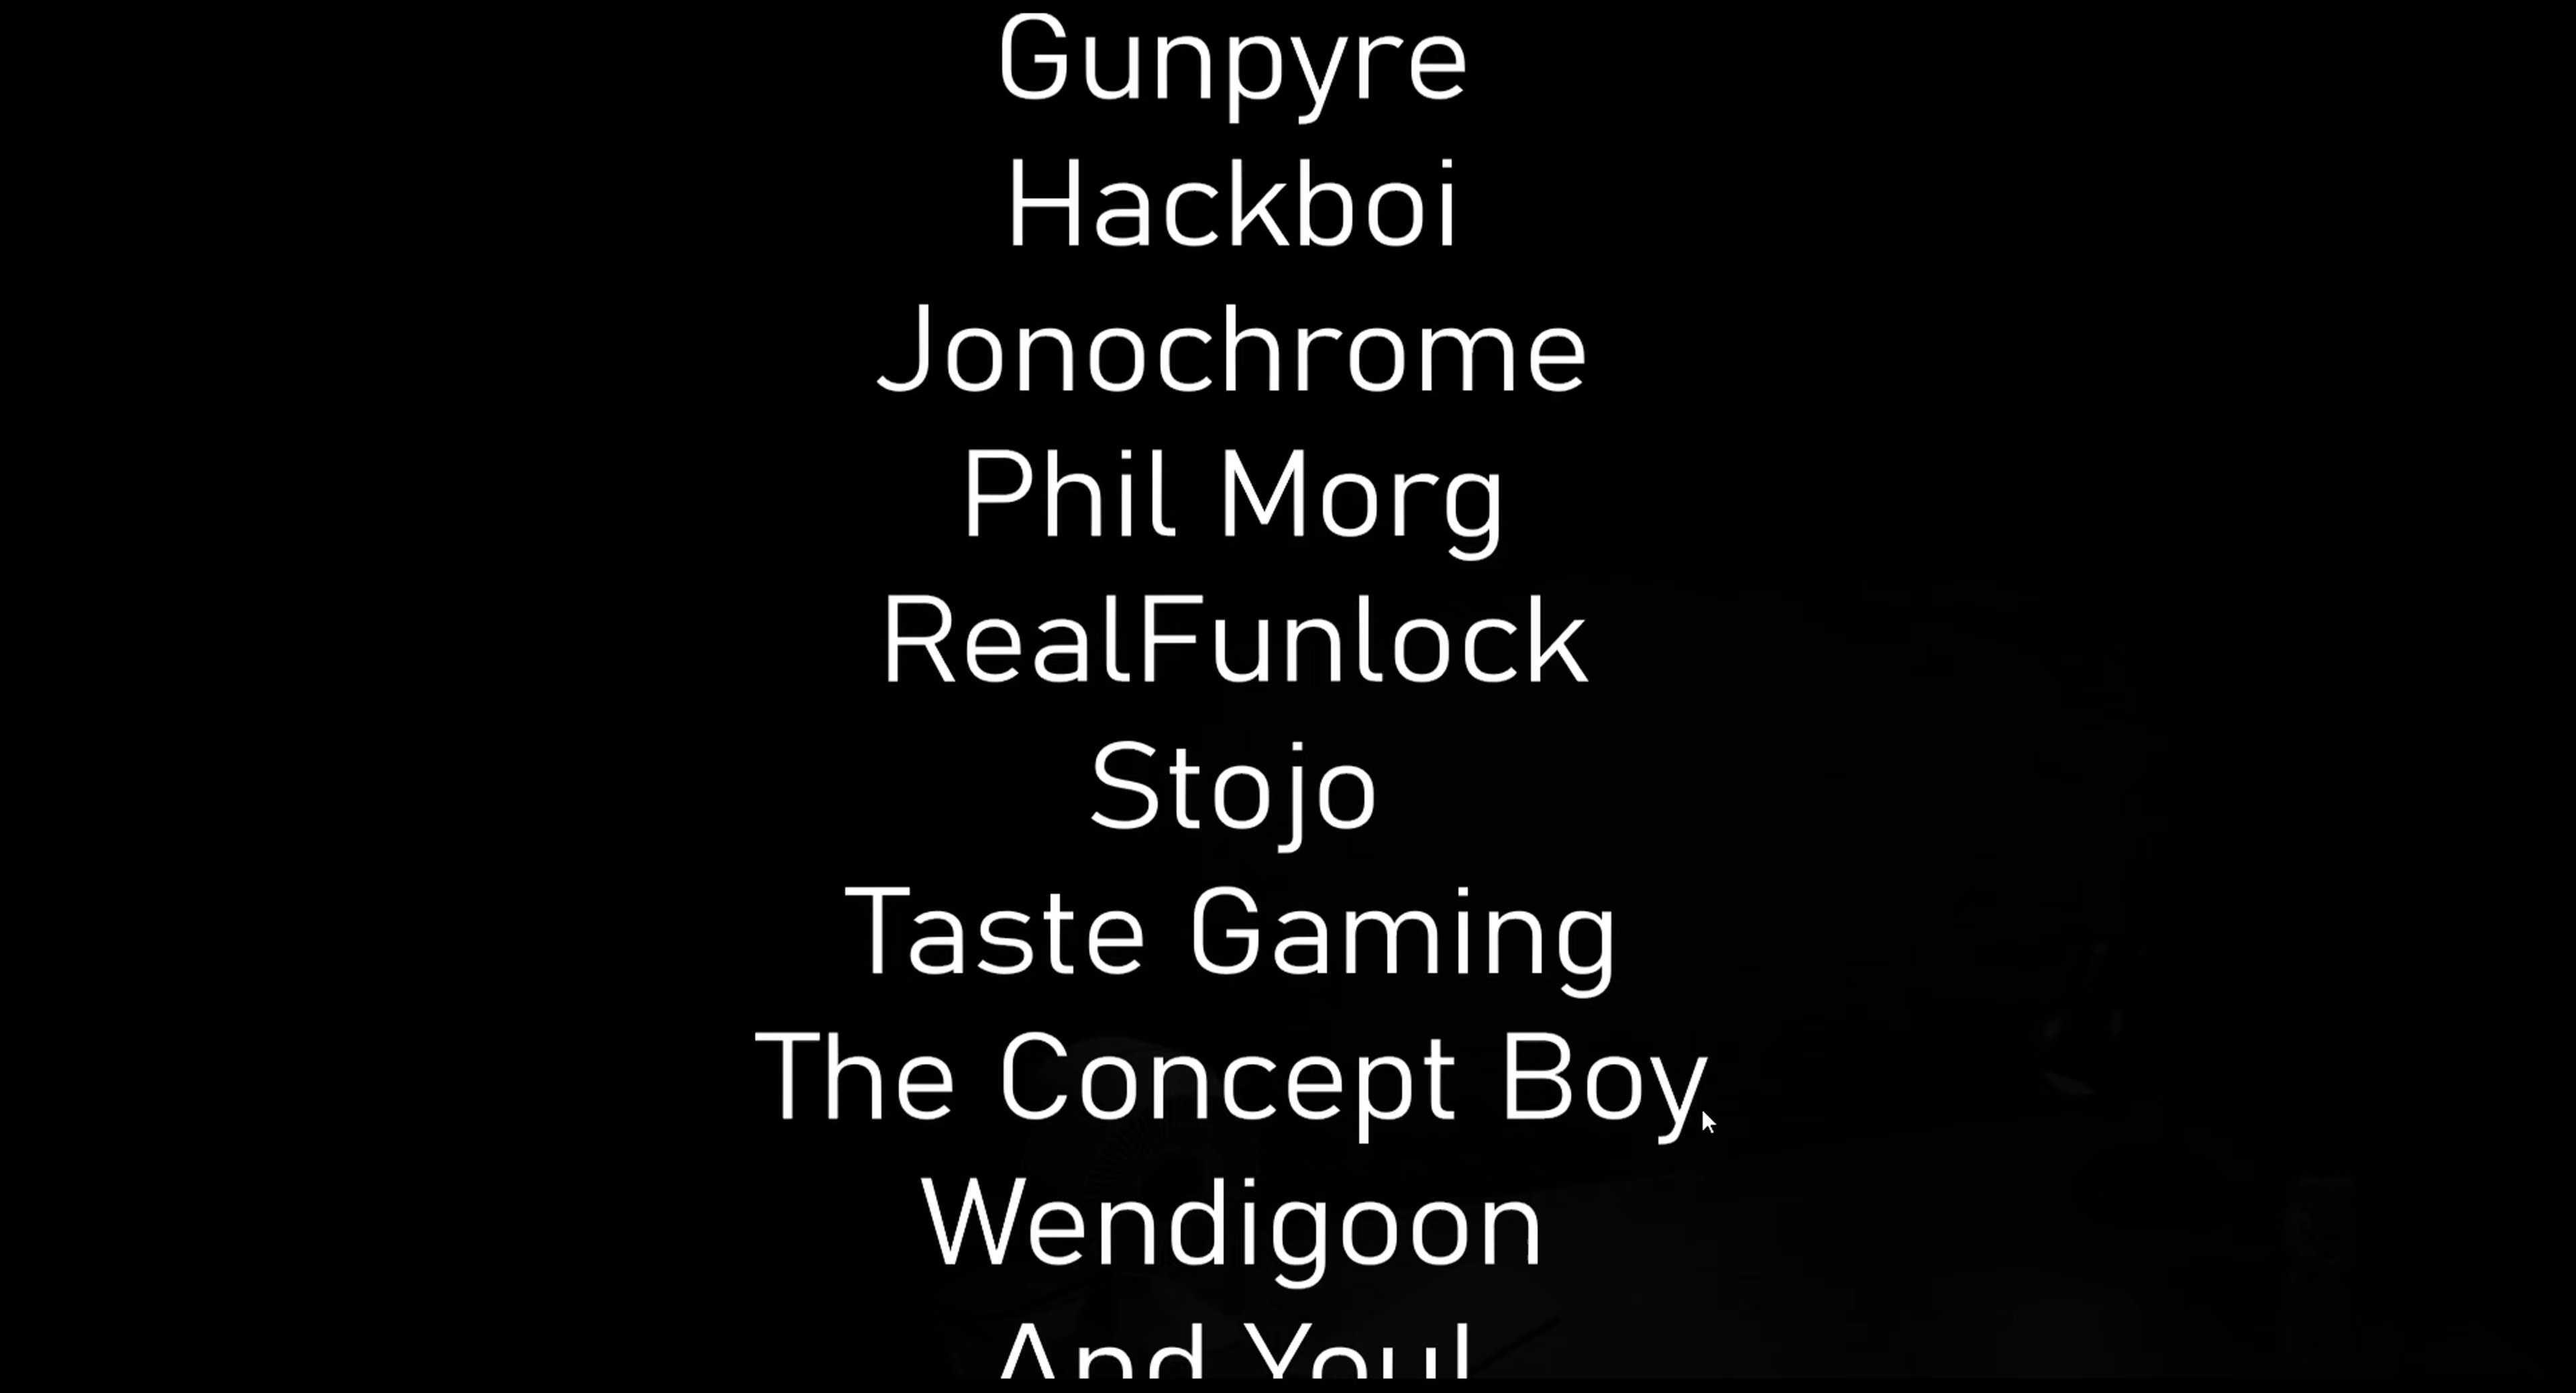 Gunpyre
Hackboi
Jonochrome
Phil Morg
RealFunlock
Stojo
Taste Gaming
The Concept Boy
Wendigoon
And You!